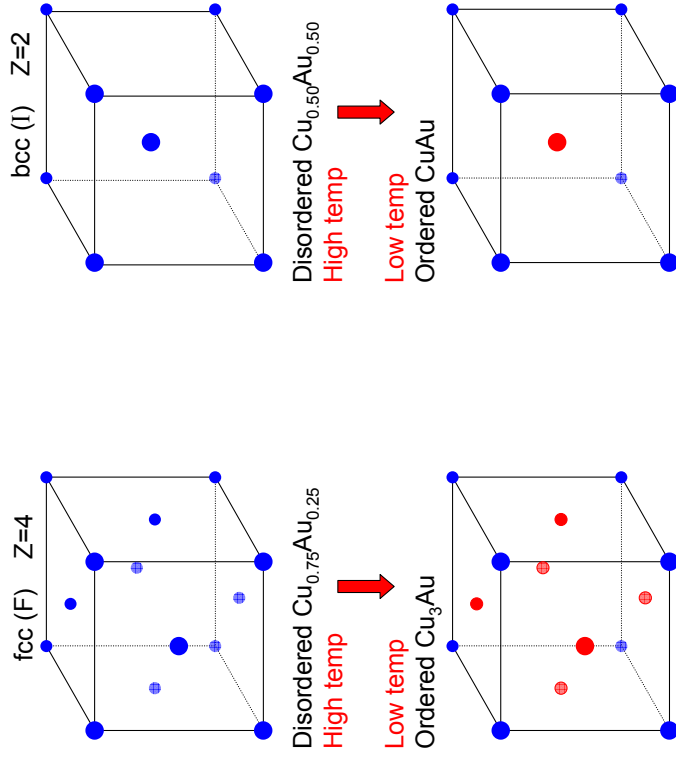 fcc (F) Z=4
Disordered Cu0.75Au0.25
High temp
Low temp
Ordered Cu3Au
bcc (I) Z=2
Disordered Cu0.50Au0.50
High temp
Low temp
Ordered CuAu